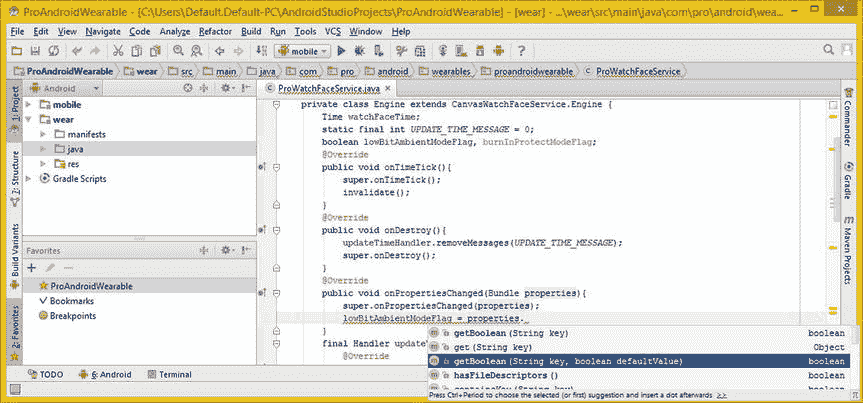 ProAndroidWearable - [C:\Users\Default.Default-PC\AndroidStudioProjects\ProAndroidWearable] - [wear] - ...\wear\src\main\java\com\pro\android\wea...
File Edit View Navigate Code Analyze Refactor Build Run Tools VCS Window Help
mobile
ProAndroidWearable wear src main java com pro android wearables proandroidwearable ProWatchFaceService
1: Project
7: Structure
Build Variants
2: Favorites
Android
mobile
wear
manifests
java
res
Gradle Scripts
Favorites
ProAndroidWearable
Bookmarks
Breakpoints
ProWatchFaceService.java
private class Engine extends CanvasWatchFaceService.Engine {
Time watchFaceTime;
static final int UPDATE_TIME_MESSAGE = 0;
boolean lowBitAmbientModeFlag, burnInProtectModeFlag;
@Override
public void onTimeTick(){
super.onTimeTick();
invalidate();
}
@Override
public void onDestroy(){
updateTimeHandler.removeMessages(UPDATE_TIME_MESSAGE);
super.onDestroy();
}
@Override
public void onPropertiesChanged(Bundle properties){
super.onPropertiesChanged(properties);
lowBitAmbientModeFlag = properties.
}
final Handler updateT
@Override
getBoolean(String key) boolean
get(String key) Object
getBoolean(String key, boolean defaultValue) boolean
hasFileDescriptors() boolean
Press Ctrl+Period to choose the selected (or first) suggestion and insert a dot afterwards >>
Commander
Gradle
Maven Projects
TODO 6: Android Terminal